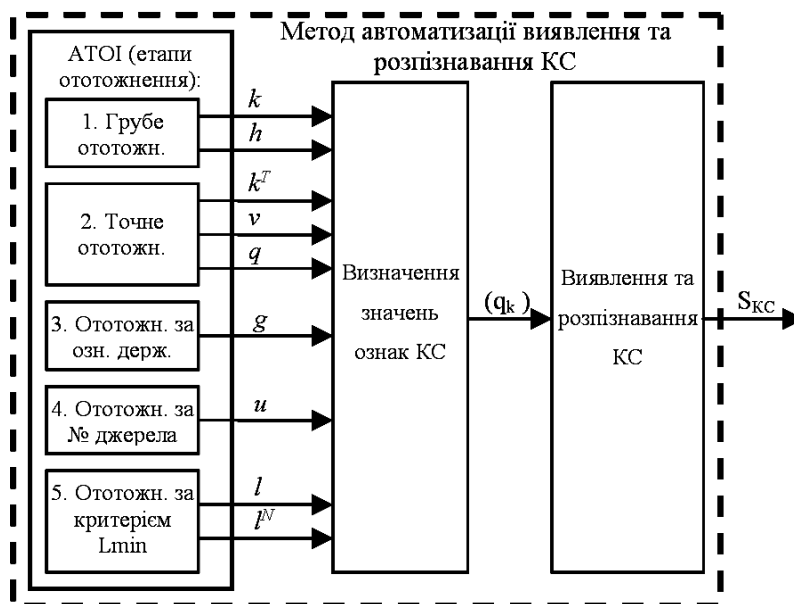 Метод автоматизації виявлення та
розпізнавання КС
АТОІ (етапи
ототожнення):
1. Грубе
ототожн.
k
h
2. Точне
ототожн.
k^T
v
q
3. Ототожн. за
озн. держ.
g
4. Ототожн. за
№ джерела
u
5. Ототожн. за
критерієм
Lmin
l
l^N
Визначення
значень
ознак КС
(q_k)
Виявлення та
розпізнавання
КС
S_КС